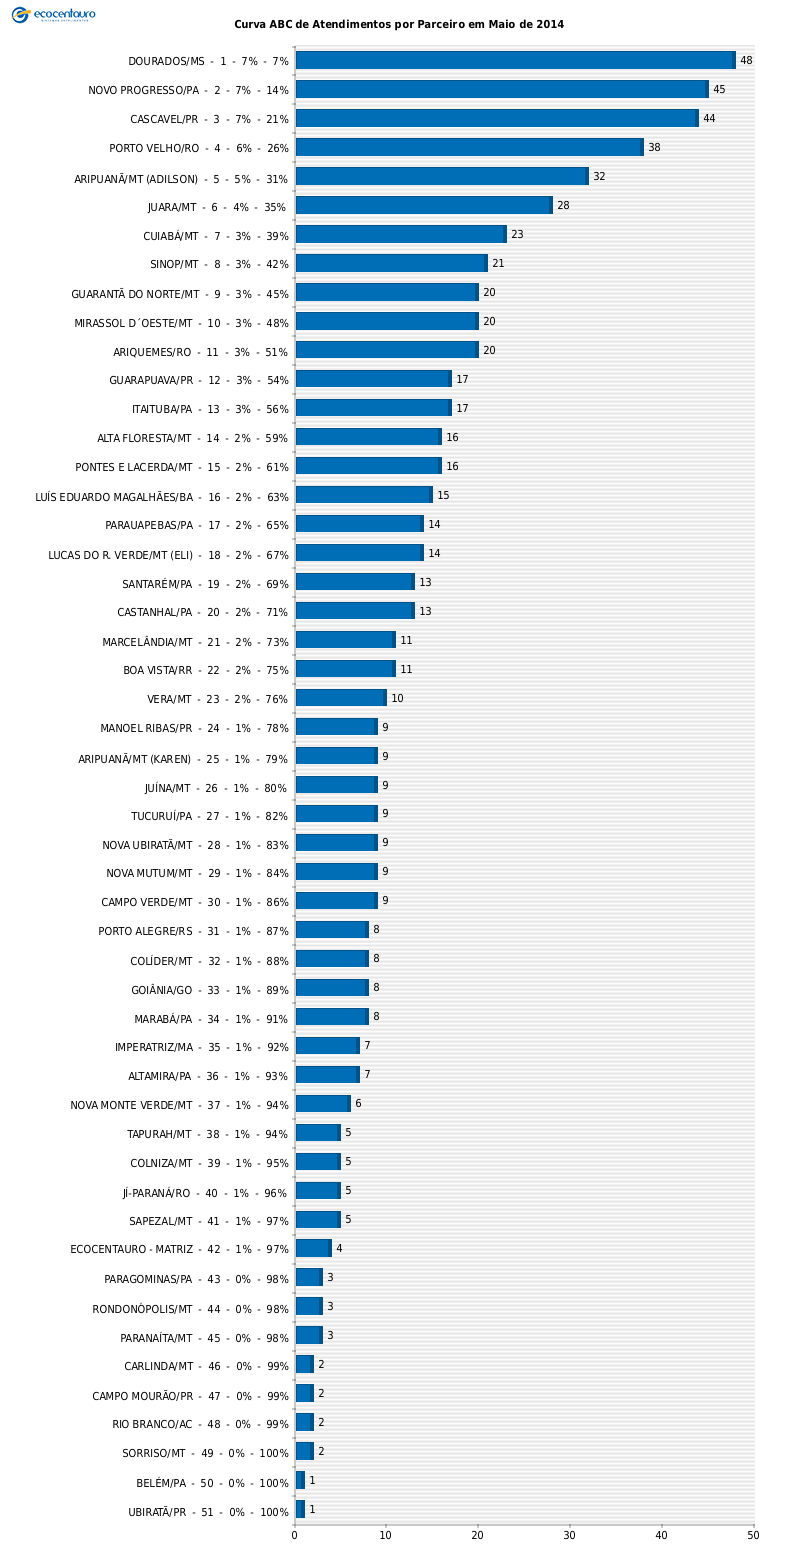 ecocentauro
Curva ABC de Atendimentos por Parceiro em Maio de 2014
DOURADOS/MS - 1 - 7% - 7% 48
NOVO PROGRESSO/PA - 2 - 7% - 14% 45
CASCAVEL/PR - 3 - 7% - 21% 44
PORTO VELHO/RO - 4 - 6% - 26% 38
ARIPUANÃ/MT (ADILSON) - 5 - 5% - 31% 32
JUARA/MT - 6 - 4% - 35% 28
CUIABÁ/MT - 7 - 3% - 39% 23
SINOP/MT - 8 - 3% - 42% 21
GUARANTÃ DO NORTE/MT - 9 - 3% - 45% 20
MIRASSOL D´OESTE/MT - 10 - 3% - 48% 20
ARIQUEMES/RO - 11 - 3% - 51% 20
GUARAPUAVA/PR - 12 - 3% - 54% 17
ITAITUBA/PA - 13 - 3% - 56% 17
ALTA FLORESTA/MT - 14 - 2% - 59% 16
PONTES E LACERDA/MT - 15 - 2% - 61% 16
LUÍS EDUARDO MAGALHÃES/BA - 16 - 2% - 63% 15
PARAUAPEBAS/PA - 17 - 2% - 65% 14
LUCAS DO R. VERDE/MT (ELI) - 18 - 2% - 67% 14
SANTARÉM/PA - 19 - 2% - 69% 13
CASTANHAL/PA - 20 - 2% - 71% 13
MARCELÂNDIA/MT - 21 - 2% - 73% 11
BOA VISTA/RR - 22 - 2% - 75% 11
VERA/MT - 23 - 2% - 76% 10
MANOEL RIBAS/PR - 24 - 1% - 78% 9
ARIPUANÃ/MT (KAREN) - 25 - 1% - 79% 9
JUÍNA/MT - 26 - 1% - 80% 9
TUCURUÍ/PA - 27 - 1% - 82% 9
NOVA UBIRATÃ/MT - 28 - 1% - 83% 9
NOVA MUTUM/MT - 29 - 1% - 84% 9
CAMPO VERDE/MT - 30 - 1% - 86% 9
PORTO ALEGRE/RS - 31 - 1% - 87% 8
COLÍDER/MT - 32 - 1% - 88% 8
GOIÂNIA/GO - 33 - 1% - 89% 8
MARABÁ/PA - 34 - 1% - 91% 8
IMPERATRIZ/MA - 35 - 1% - 92% 7
ALTAMIRA/PA - 36 - 1% - 93% 7
NOVA MONTE VERDE/MT - 37 - 1% - 94% 6
TAPURAH/MT - 38 - 1% - 94% 5
COLNIZA/MT - 39 - 1% - 95% 5
JÍ-PARANÁ/RO - 40 - 1% - 96% 5
SAPEZAL/MT - 41 - 1% - 97% 5
ECOCENTAURO - MATRIZ - 42 - 1% - 97% 4
PARAGOMINAS/PA - 43 - 0% - 98% 3
RONDONÓPOLIS/MT - 44 - 0% - 98% 3
PARANAÍTA/MT - 45 - 0% - 98% 3
CARLINDA/MT - 46 - 0% - 99% 2
CAMPO MOURÃO/PR - 47 - 0% - 99% 2
RIO BRANCO/AC - 48 - 0% - 99% 2
SORRISO/MT - 49 - 0% - 100% 2
BELÉM/PA - 50 - 0% - 100% 1
UBIRATÃ/PR - 51 - 0% - 100% 1
0 10 20 30 40 50